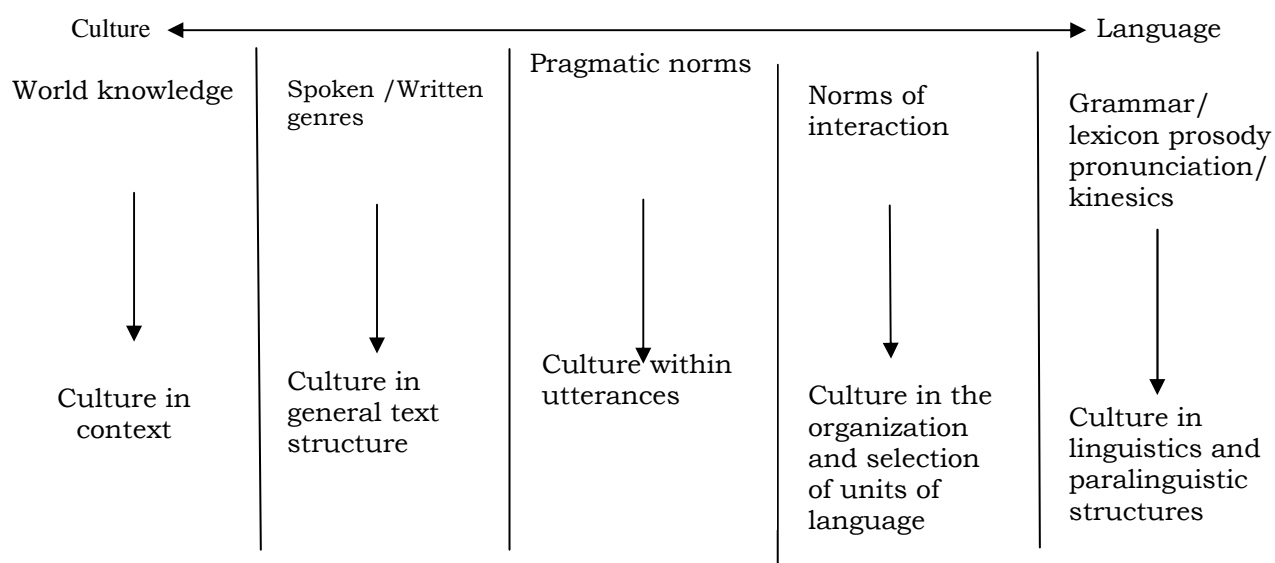 Culture Language
World knowledge
Spoken /Written
genres
Pragmatic norms
Norms of
interaction
Grammar/
lexicon prosody
pronunciation/
kinesics
Culture in
context
Culture in
general text
structure
Culture within
utterances
Culture in the
organization
and selection
of units of
language
Culture in
linguistics and
paralinguistic
structures